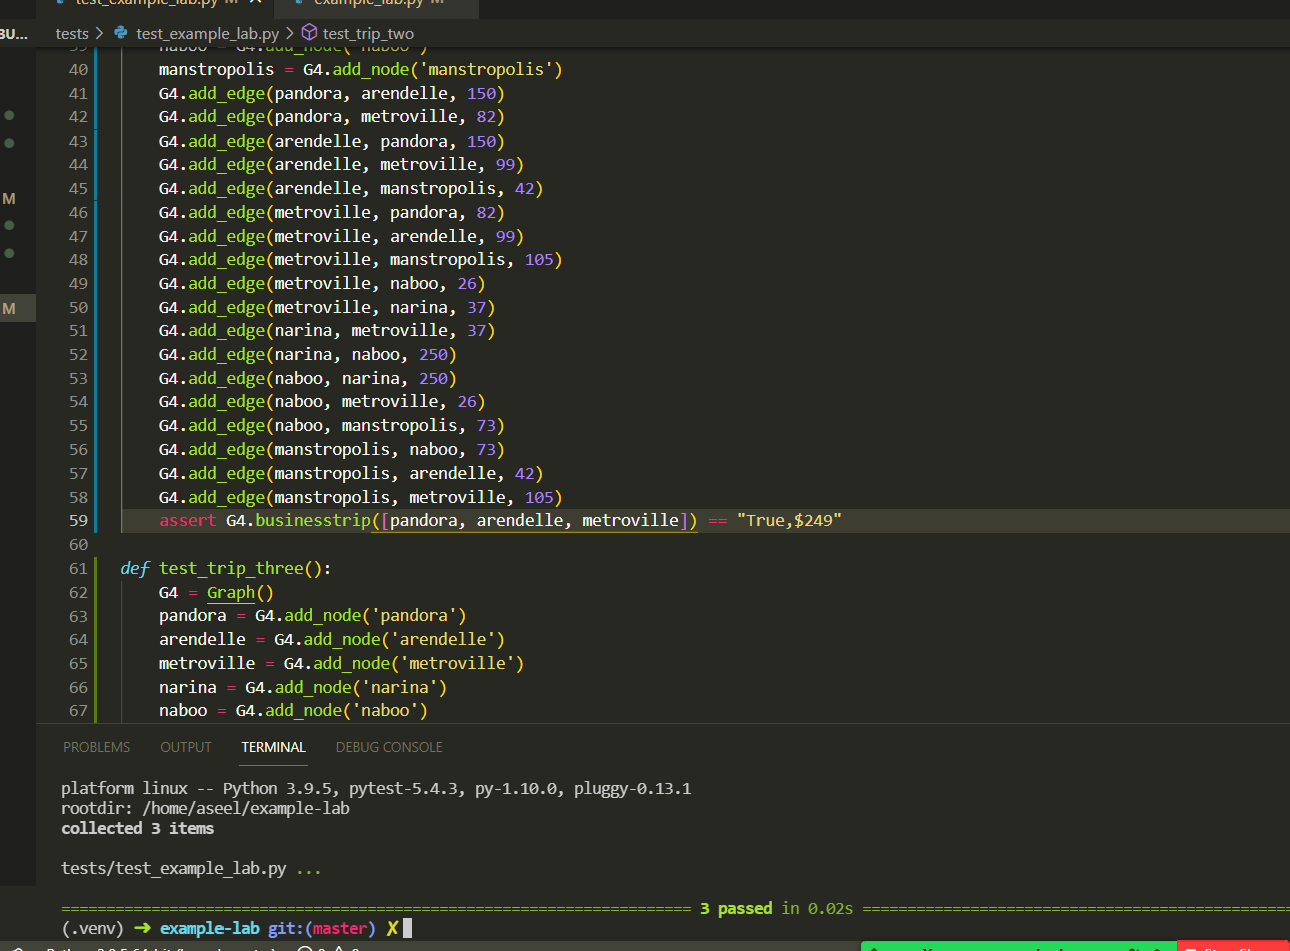 test_example_lab.py M
example_lab.py M
BU...
tests > test_example_lab.py > test_trip_two
39 naboo = G4.add_node('naboo')
40 manstropolis = G4.add_node('manstropolis')
41 G4.add_edge(pandora, arendelle, 150)
42 G4.add_edge(pandora, metroville, 82)
43 G4.add_edge(arendelle, pandora, 150)
44 G4.add_edge(arendelle, metroville, 99)
45 G4.add_edge(arendelle, manstropolis, 42)
46 G4.add_edge(metroville, pandora, 82)
47 G4.add_edge(metroville, arendelle, 99)
48 G4.add_edge(metroville, manstropolis, 105)
49 G4.add_edge(metroville, naboo, 26)
50 G4.add_edge(metroville, narina, 37)
51 G4.add_edge(narina, metroville, 37)
52 G4.add_edge(narina, naboo, 250)
53 G4.add_edge(naboo, narina, 250)
54 G4.add_edge(naboo, metroville, 26)
55 G4.add_edge(naboo, manstropolis, 73)
56 G4.add_edge(manstropolis, naboo, 73)
57 G4.add_edge(manstropolis, arendelle, 42)
58 G4.add_edge(manstropolis, metroville, 105)
59 assert G4.businesstrip([pandora, arendelle, metroville]) == "True,$249"
60
61 def test_trip_three():
62 G4 = Graph()
63 pandora = G4.add_node('pandora')
64 arendelle = G4.add_node('arendelle')
65 metroville = G4.add_node('metroville')
66 narina = G4.add_node('narina')
67 naboo = G4.add_node('naboo')
M
M
PROBLEMS OUTPUT TERMINAL DEBUG CONSOLE
platform linux -- Python 3.9.5, pytest-5.4.3, py-1.10.0, pluggy-0.13.1
rootdir: /home/aseel/example-lab
collected 3 items
tests/test_example_lab.py ...
3 passed in 0.02s
(.venv) ➜ example-lab git:(master) ✗